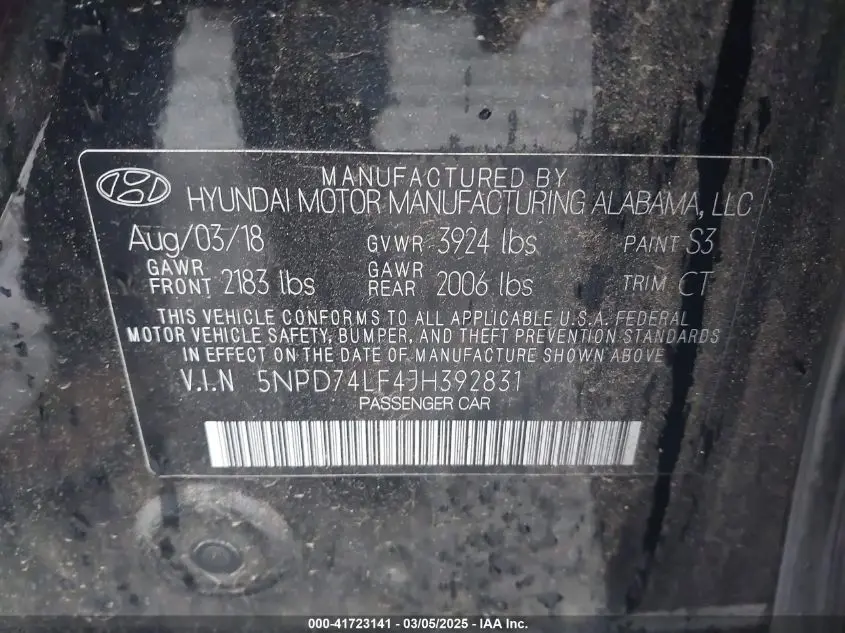 MANUFACTURED BY
HYUNDAI MOTOR MANUFACTURING ALABAMA, LLC
Aug/03/18 GVWR 3924 lbs PAINT S3
GAWR FRONT 2183 lbs GAWR REAR 2006 lbs TRIM CT
THIS VEHICLE CONFORMS TO ALL APPLICABLE U.S.A. FEDERAL
MOTOR VEHICLE SAFETY, BUMPER, AND THEFT PREVENTION STANDARDS
IN EFFECT ON THE DATE OF MANUFACTURE SHOWN ABOVE
V.I.N 5NPD74LF4JH392831
PASSENGER CAR
000-41723141 - 03/05/2025 - IAA Inc.